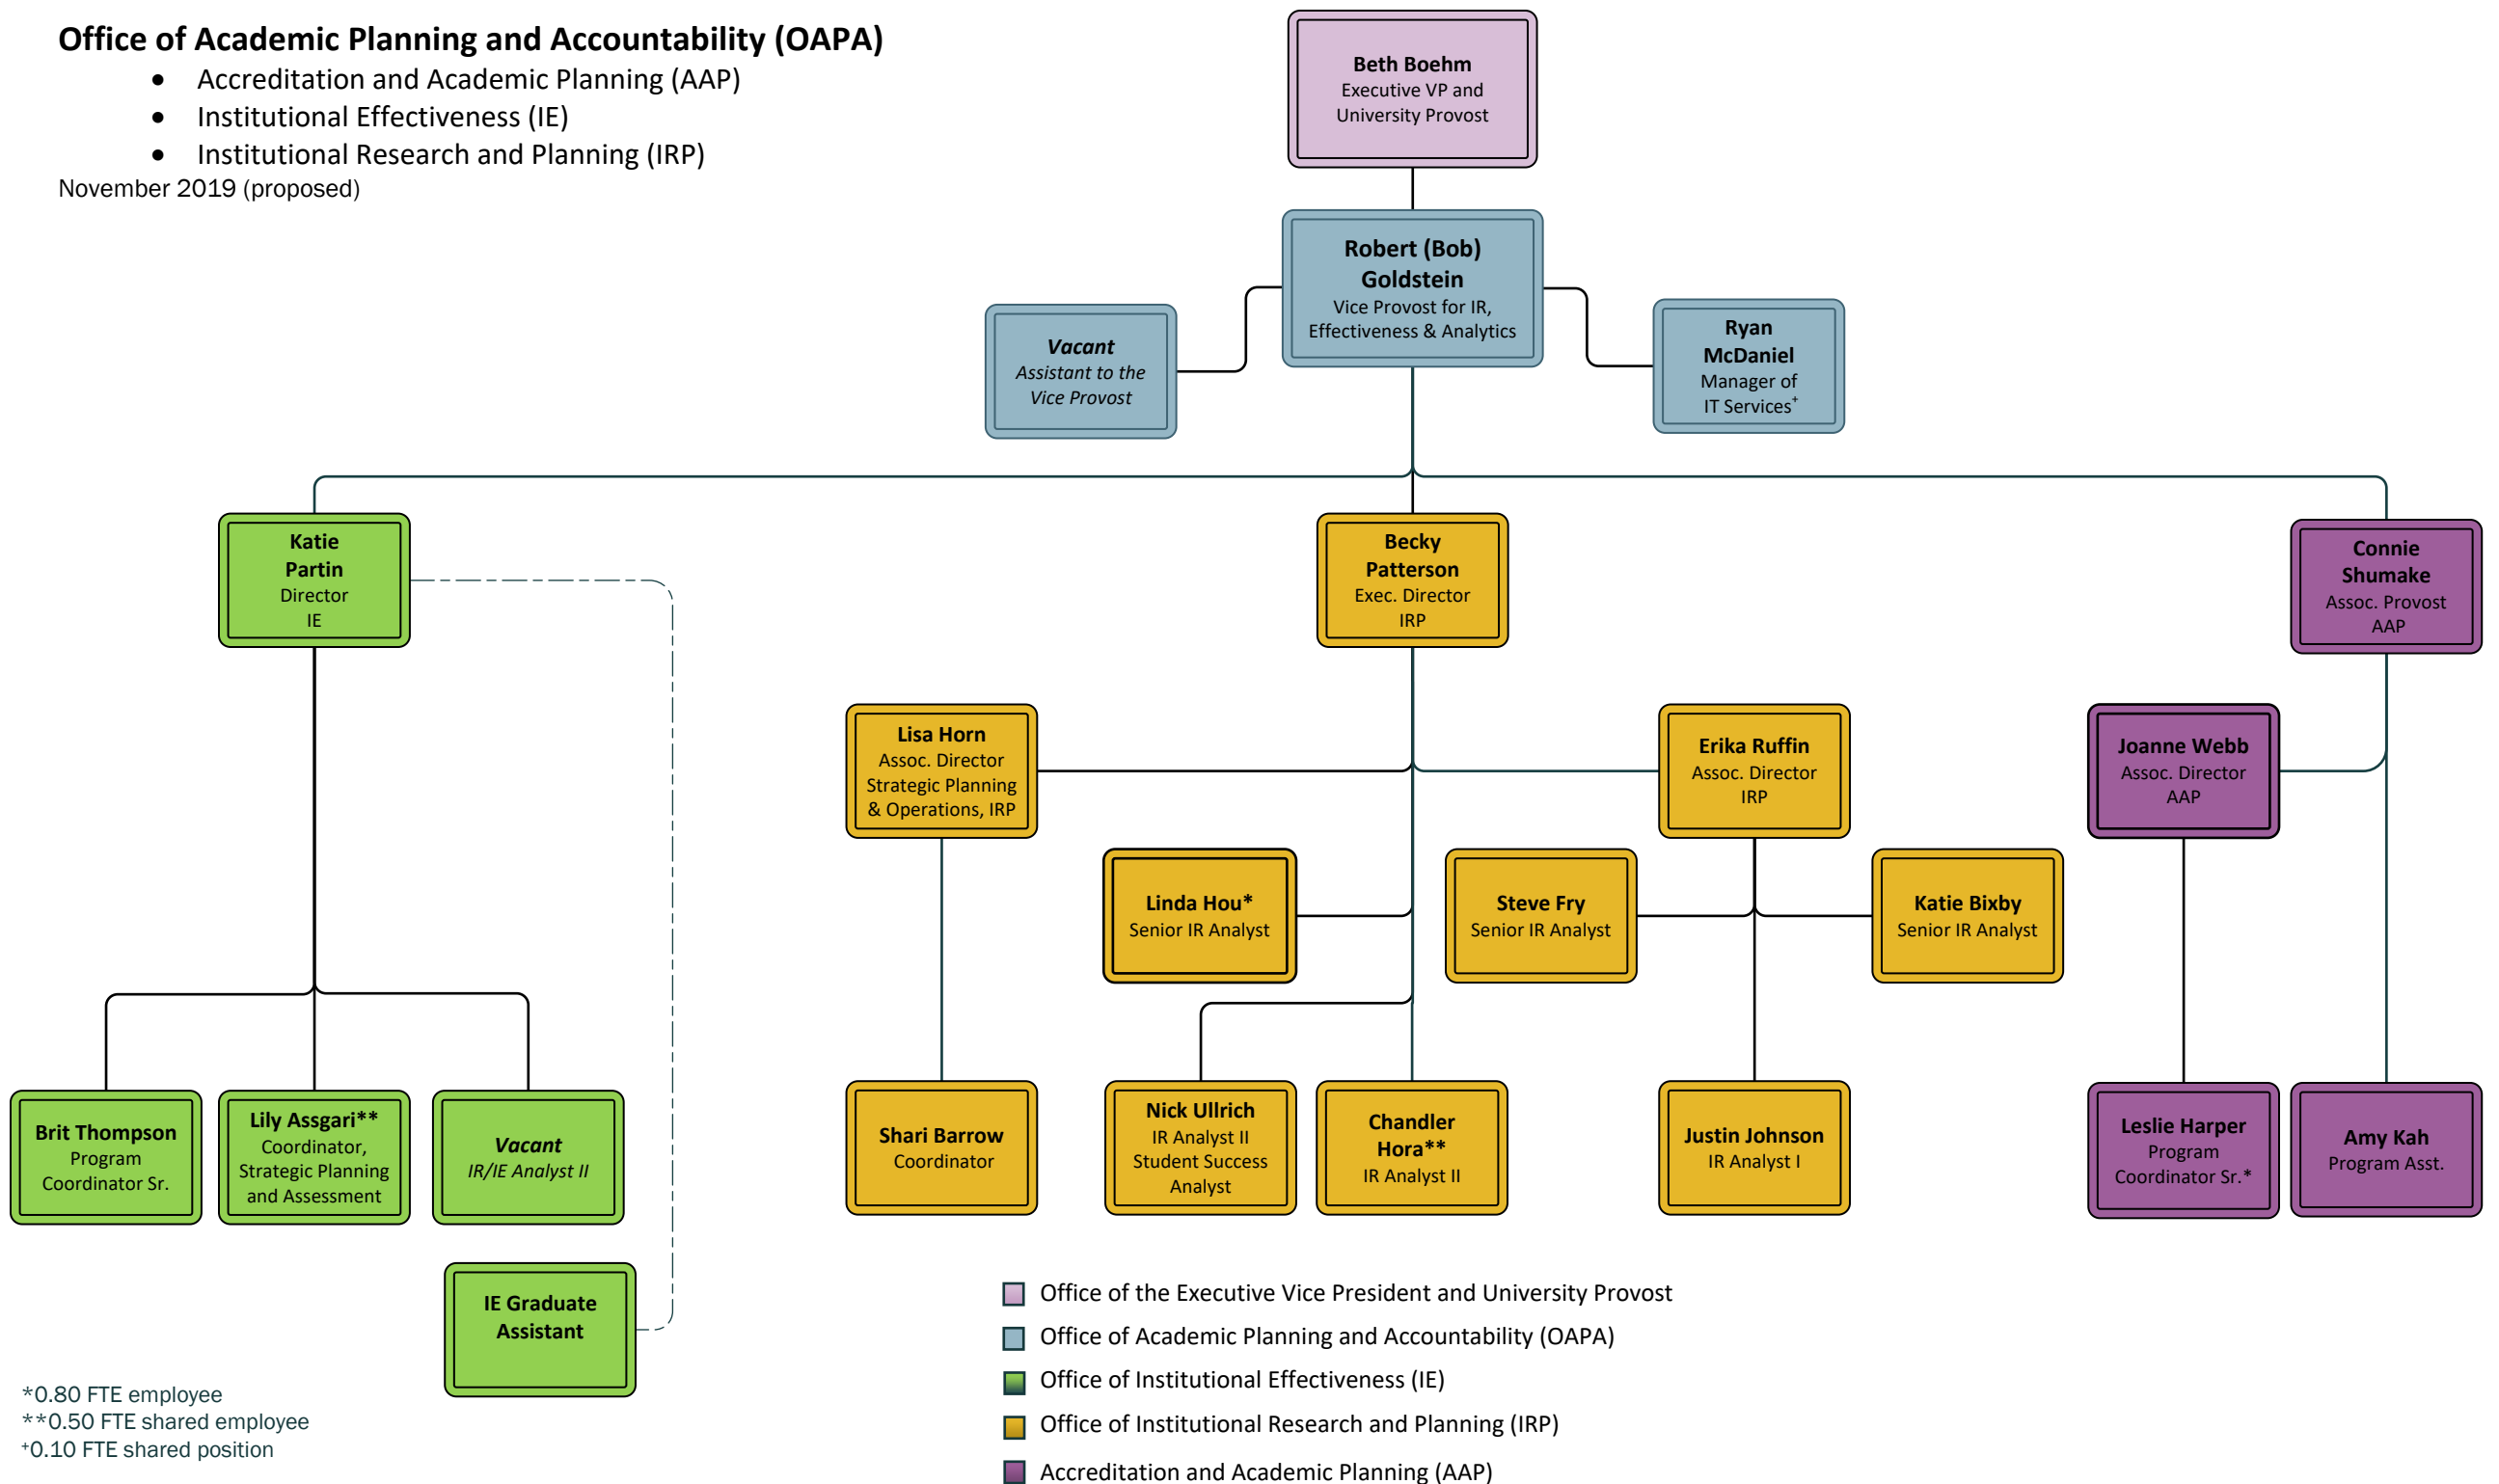 Office of Academic Planning and Accountability (OAPA)
• Accreditation and Academic Planning (AAP)
• Institutional Effectiveness (IE)
• Institutional Research and Planning (IRP)
November 2019 (proposed)
Beth Boehm
Executive VP and
University Provost
Robert (Bob)
Goldstein
Vice Provost for IR,
Effectiveness & Analytics
Vacant
Assistant to the
Vice Provost
Ryan
McDaniel
Manager of
IT Services+
Katie
Partin
Director
IE
Becky
Patterson
Exec. Director
IRP
Connie
Shumake
Assoc. Provost
AAP
Lisa Horn
Assoc. Director
Strategic Planning
& Operations, IRP
Erika Ruffin
Assoc. Director
IRP
Joanne Webb
Assoc. Director
AAP
Linda Hou*
Senior IR Analyst
Steve Fry
Senior IR Analyst
Katie Bixby
Senior IR Analyst
Brit Thompson
Program
Coordinator Sr.
Lily Assgari**
Coordinator,
Strategic Planning
and Assessment
Vacant
IR/IE Analyst II
Shari Barrow
Coordinator
Nick Ullrich
IR Analyst II
Student Success
Analyst
Chandler
Hora**
IR Analyst II
Justin Johnson
IR Analyst I
Leslie Harper
Program
Coordinator Sr.*
Amy Kah
Program Asst.
IE Graduate
Assistant
*0.80 FTE employee
**0.50 FTE shared employee
+0.10 FTE shared position
Office of the Executive Vice President and University Provost
Office of Academic Planning and Accountability (OAPA)
Office of Institutional Effectiveness (IE)
Office of Institutional Research and Planning (IRP)
Accreditation and Academic Planning (AAP)